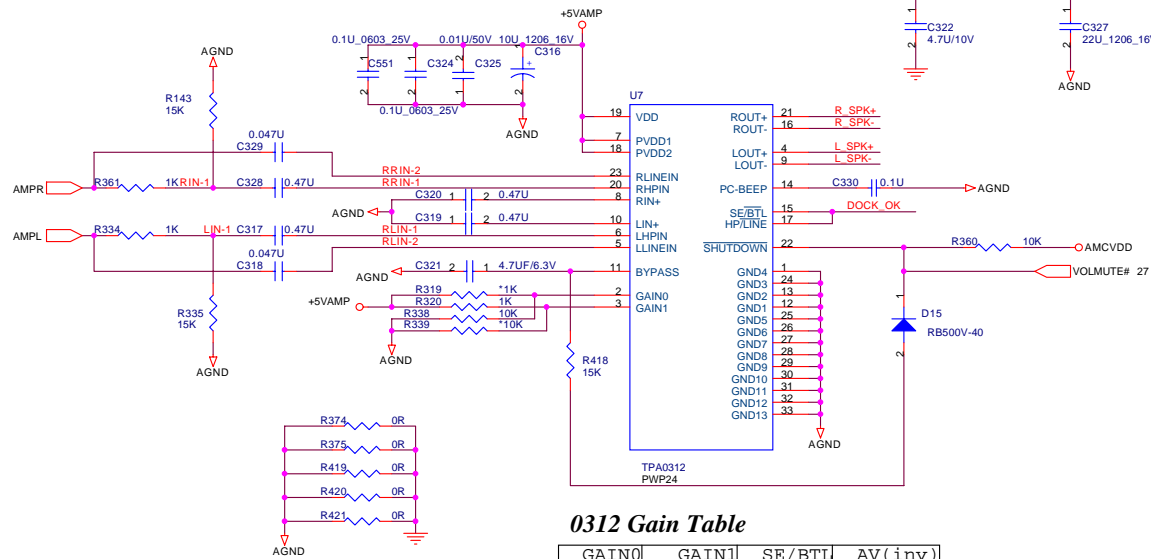 +5VAMP
0.1U_0603_25V
0.01U/50V
10U_1206_16V
C316
C551
C324
C325
0.1U_0603_25V
AGND
C322
4.7U/10V
C327
22U_1206_16V
AGND
AGND
R143
15K
0.047U
C329
AMPR
R361
1K
RIN-1
C328
0.47U
RRIN-2
RRIN-1
C320
0.47U
AGND
C319
0.47U
AMPL
R334
1K
LIN-1
C317
0.47U
RLIN-1
RLIN-2
0.047U
C318
R335
15K
AGND
AGND
C321
4.7UF/6.3V
+5VAMP
R319
*1K
R320
1K
R338
10K
R339
*10K
AGND
R418
15K
U7
19 VDD
7 PVDD1
18 PVDD2
23 RLINEIN
20 RHPIN
8 RIN+
10 LIN+
6 LHPIN
5 LLINEIN
11 BYPASS
2 GAIN0
3 GAIN1
ROUT+ 21 R_SPK+
ROUT- 16 R_SPK-
LOUT+ 4 L_SPK+
LOUT- 9 L_SPK-
PC-BEEP 14
C330
0.1U
AGND
SE/BTL 15
DOCK_OK
HP/LINE 17
SHUTDOWN 22
R360
10K
AMCVDD
VOLMUTE# 27
GND4 1
GND3 24
GND2 13
GND1 12
GND5 25
GND6 26
GND7 27
GND8 28
GND9 29
GND10 30
GND11 31
GND12 32
GND13 33
AGND
D15
RB500V-40
TPA0312
PWP24
R374 0R
R375 0R
R419 0R
R420 0R
R421 0R
AGND
0312 Gain Table
GAIN0 GAIN1 SE/BTL AV(inv)